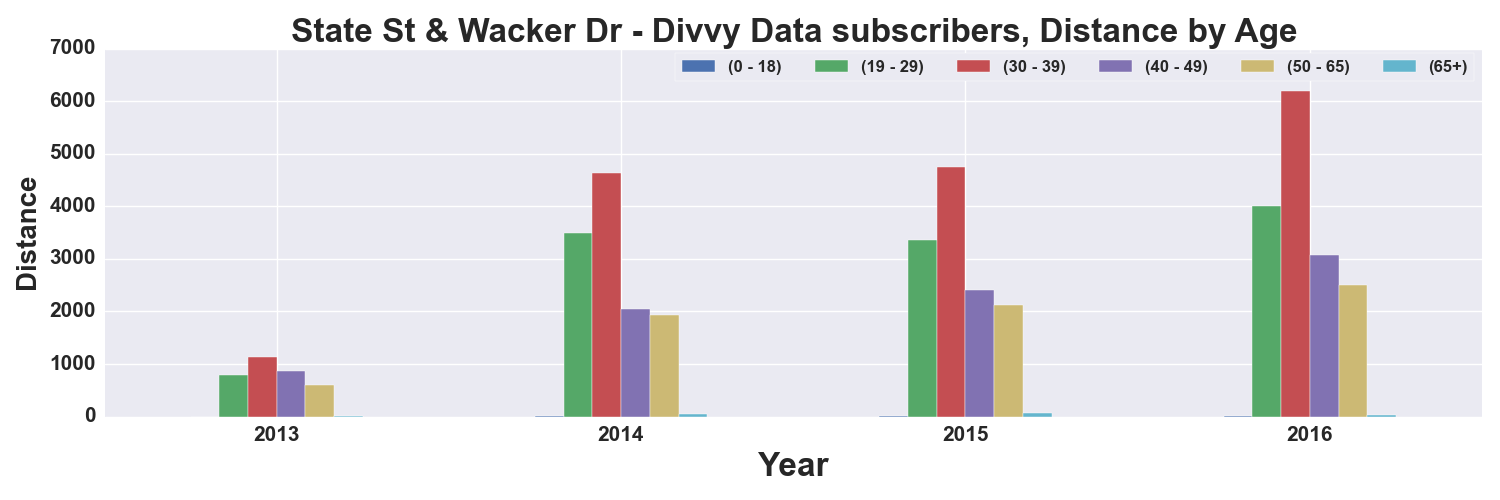 State St & Wacker Dr - Divvy Data subscribers, Distance by Age
(0 - 18) (19 - 29) (30 - 39) (40 - 49) (50 - 65) (65+)
7000
6000
5000
4000
3000
2000
1000
0
Distance
2013 2014 2015 2016
Year